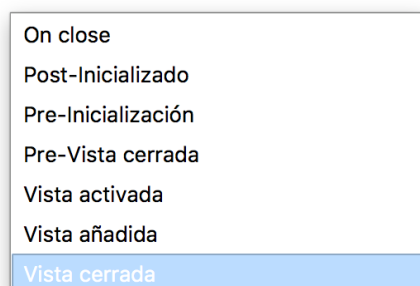 On close
Post-Inicializado
Pre-Inicialización
Pre-Vista cerrada
Vista activada
Vista añadida
Vista cerrada